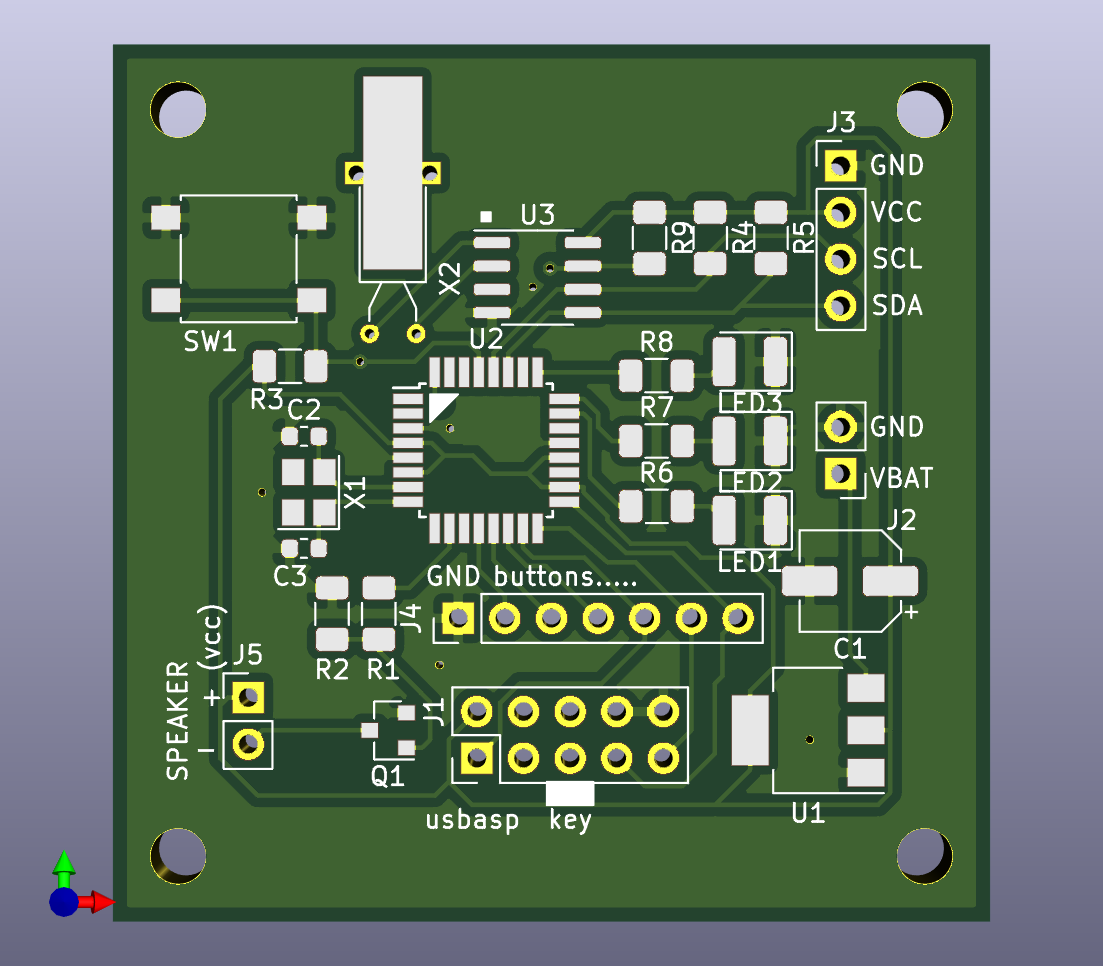 J3
GND
VCC
SCL
SDA
U3
R9
R4
R5
X2
SW1
U2
R8
R3
C2
R7
LED3
GND
R6
LED2
VBAT
X1
J2
LED1
C3
GND buttons.....
+
J4
(vcc)
J5
R2
R1
C1
SPEAKER
+
−
J1
Q1
U1
usbasp
key